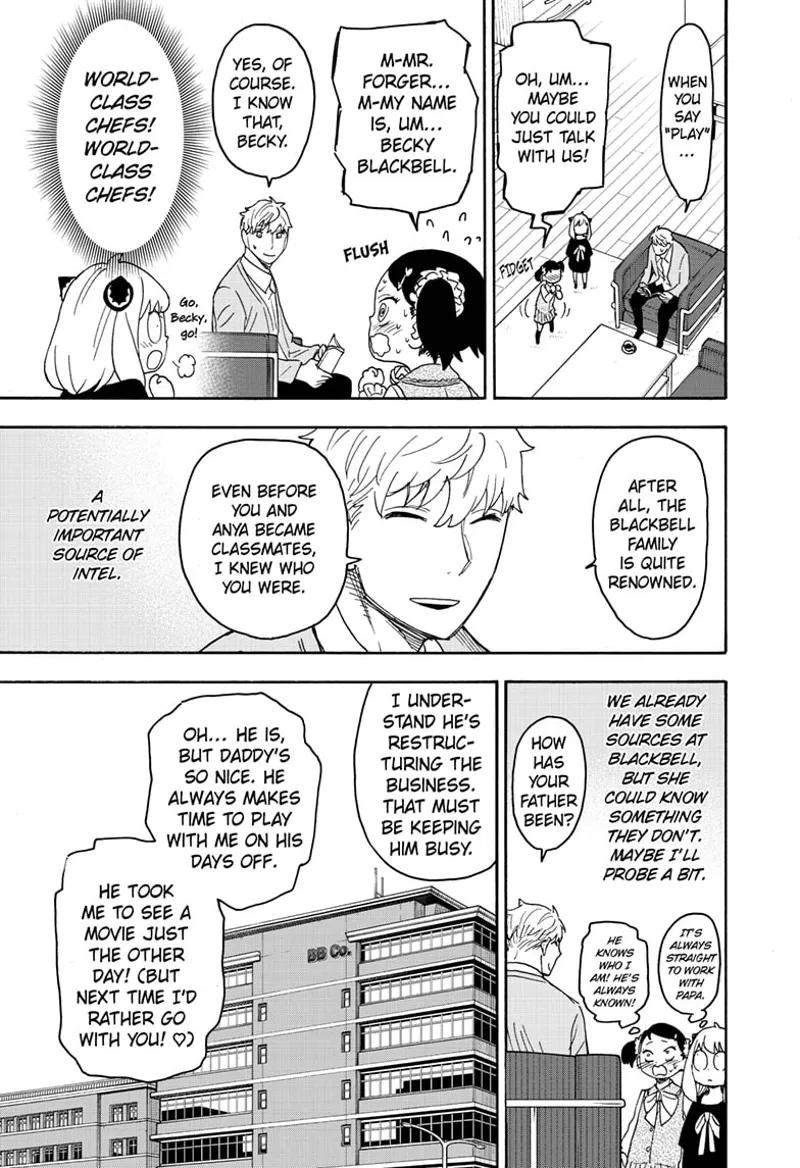 WHEN
YOU
SAY
"PLAY"
...
OH, UM...
MAYBE
YOU COULD
JUST TALK
WITH US!
FIDGET
M-MR.
FORGER...
M-MY NAME
IS, UM...
BECKY
BLACKBELL.
FLUSH
YES, OF
COURSE.
I KNOW
THAT,
BECKY.
WORLD-
CLASS
CHEFS!
WORLD-
CLASS
CHEFS!
Go,
Becky,
go!
AFTER
ALL, THE
BLACKBELL
FAMILY
IS QUITE
RENOWNED.
EVEN BEFORE
YOU AND
ANYA BECAME
CLASSMATES,
I KNEW WHO
YOU WERE.
A
POTENTIALLY
IMPORTANT
SOURCE OF
INTEL.
WE ALREADY
HAVE SOME
SOURCES AT
BLACKBELL,
BUT SHE
COULD KNOW
SOMETHING
THEY DON'T.
MAYBE I'LL
PROBE A BIT.
HOW
HAS
YOUR
FATHER
BEEN?
IT'S
ALWAYS
STRAIGHT
TO WORK
WITH
PAPA.
HE
KNOWS
WHO I
AM! HE'S
ALWAYS
KNOWN!
I UNDER-
STAND HE'S
RESTRUC-
TURING THE
BUSINESS.
THAT MUST
BE KEEPING
HIM BUSY.
OH... HE IS,
BUT DADDY'S
SO NICE. HE
ALWAYS MAKES
TIME TO PLAY
WITH ME ON HIS
DAYS OFF.
HE TOOK
ME TO SEE A
MOVIE JUST
THE OTHER
DAY! (BUT
NEXT TIME I'D
RATHER GO
WITH YOU! ♡)
BB Co.